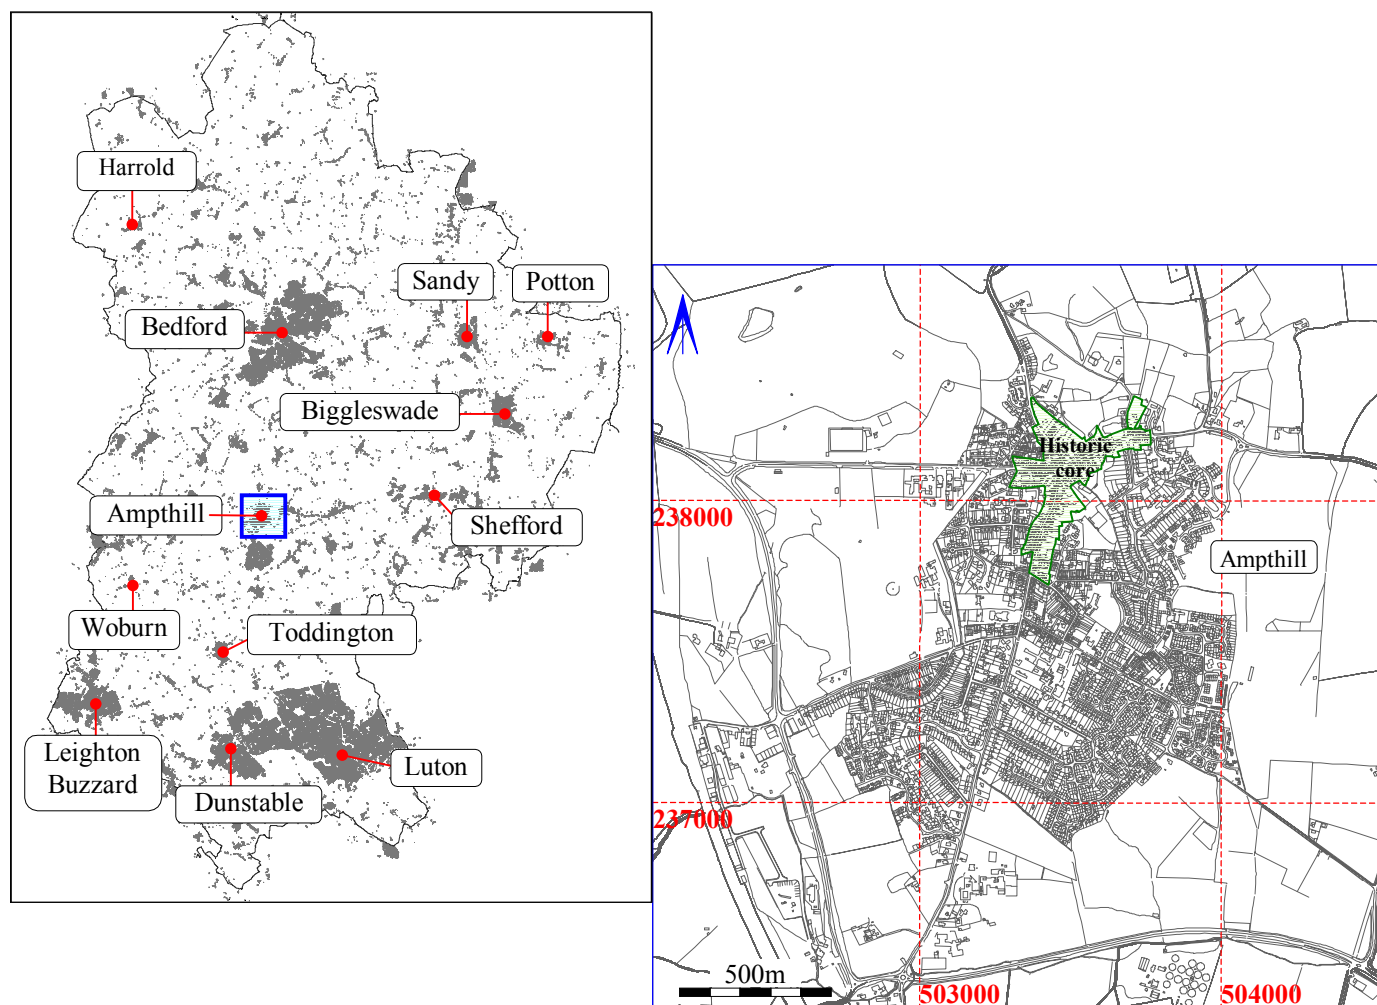 Harrold
Sandy
Potton
Bedford
Biggleswade
Ampthill
Shefford
Woburn
Toddington
Leighton
Buzzard
Luton
Dunstable
Historic
core
238000
Ampthill
237000
500m
503000
504000